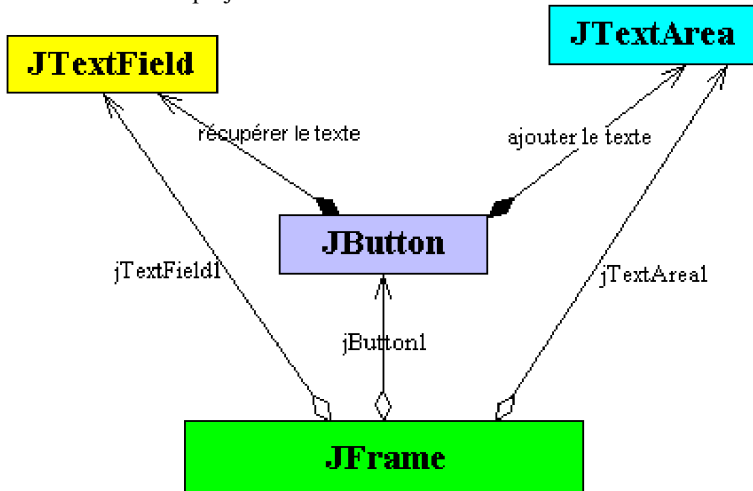 JTextArea
JTextField
récupérer le texte
ajouter le texte
JButton
jTextField1
jTextArea1
jButton1
JFrame